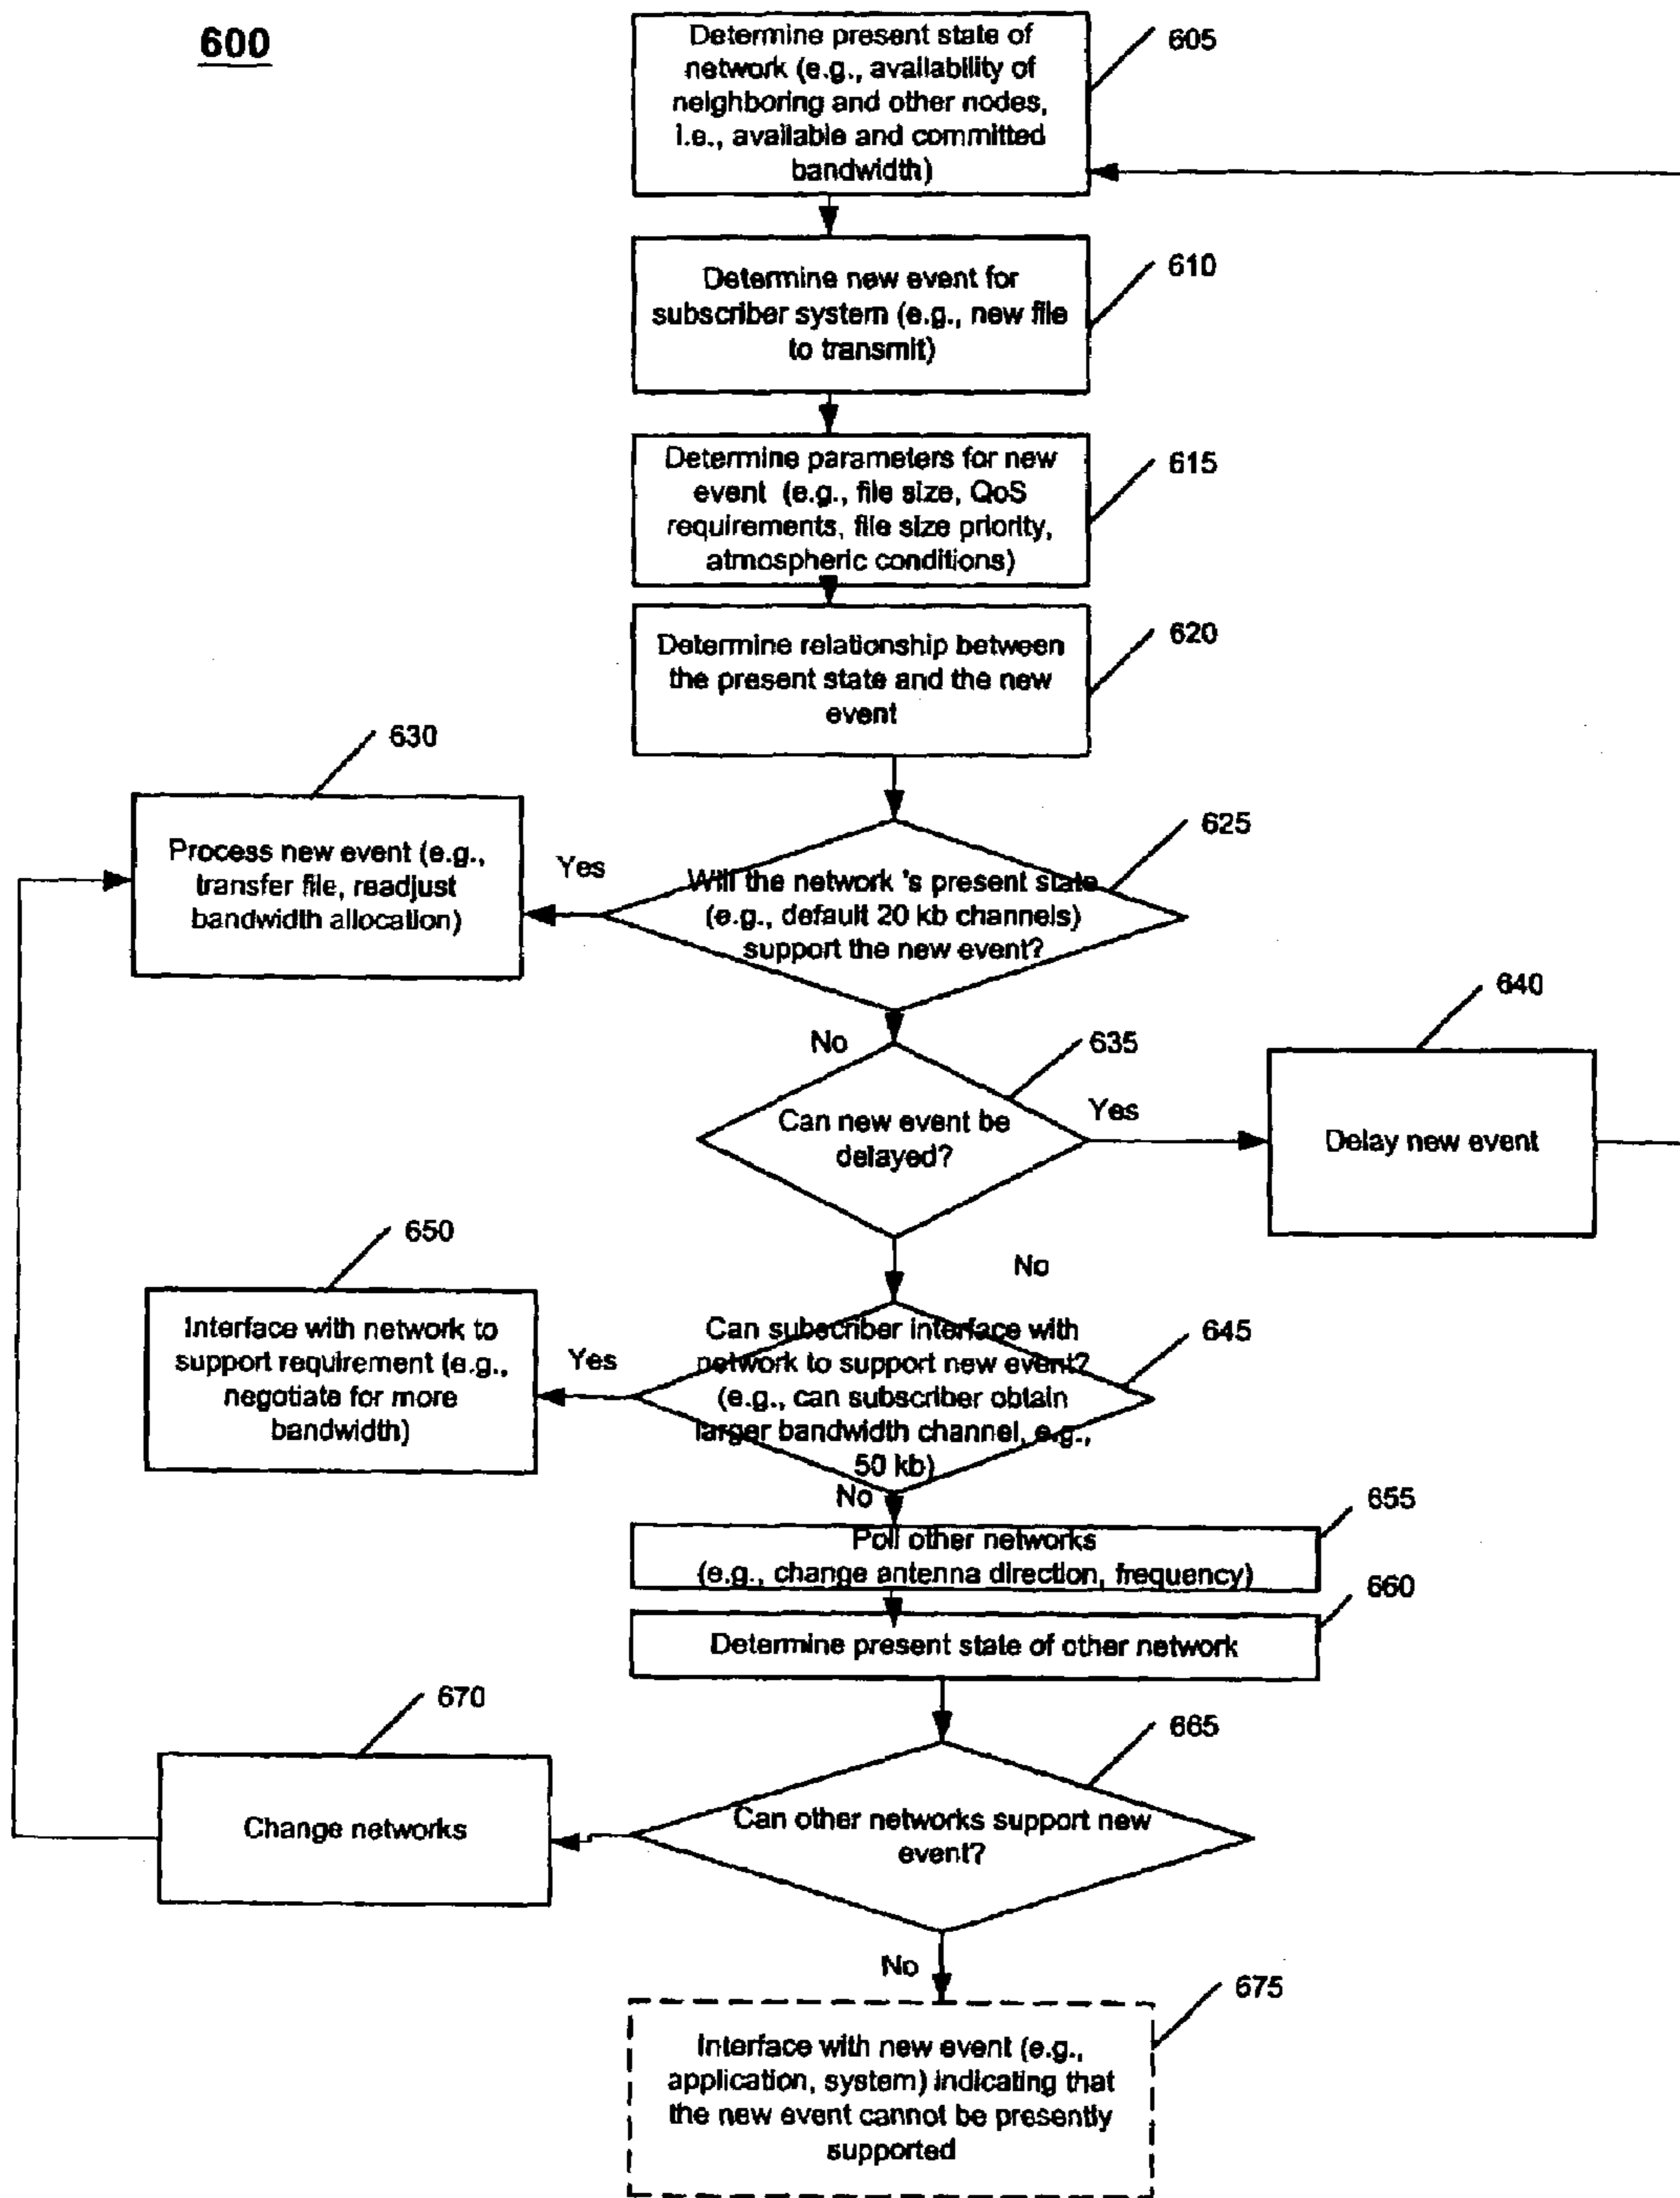 600
Determine present state of
network (e.g., availability of
neighboring and other nodes,
i.e., available and committed
bandwidth)
605
Determine new event for
subscriber system (e.g., new file
to transmit)
610
Determine parameters for new
event (e.g., file size, QoS
requirements, file size priority,
atmospheric conditions)
615
Determine relationship between
the present state and the new
event
620
630
Process new event (e.g.,
transfer file, readjust
bandwidth allocation)
Yes
Will the network 's present state
(e.g., default 20 kb channels)
support the new event?
625
No
Can new event be
delayed?
635
Yes
640
Delay new event
No
650
Interface with network to
support requirement (e.g.,
negotiate for more
bandwidth)
Yes
Can subscriber interface with
network to support new event?
(e.g., can subscriber obtain
larger bandwidth channel, e.g.,
50 kb)
645
No
Poll other networks
(e.g., change antenna direction, frequency)
655
Determine present state of other network
660
670
Change networks
Can other networks support new
event?
665
No
Interface with new event (e.g.,
application, system) indicating that
the new event cannot be presently
supported
675